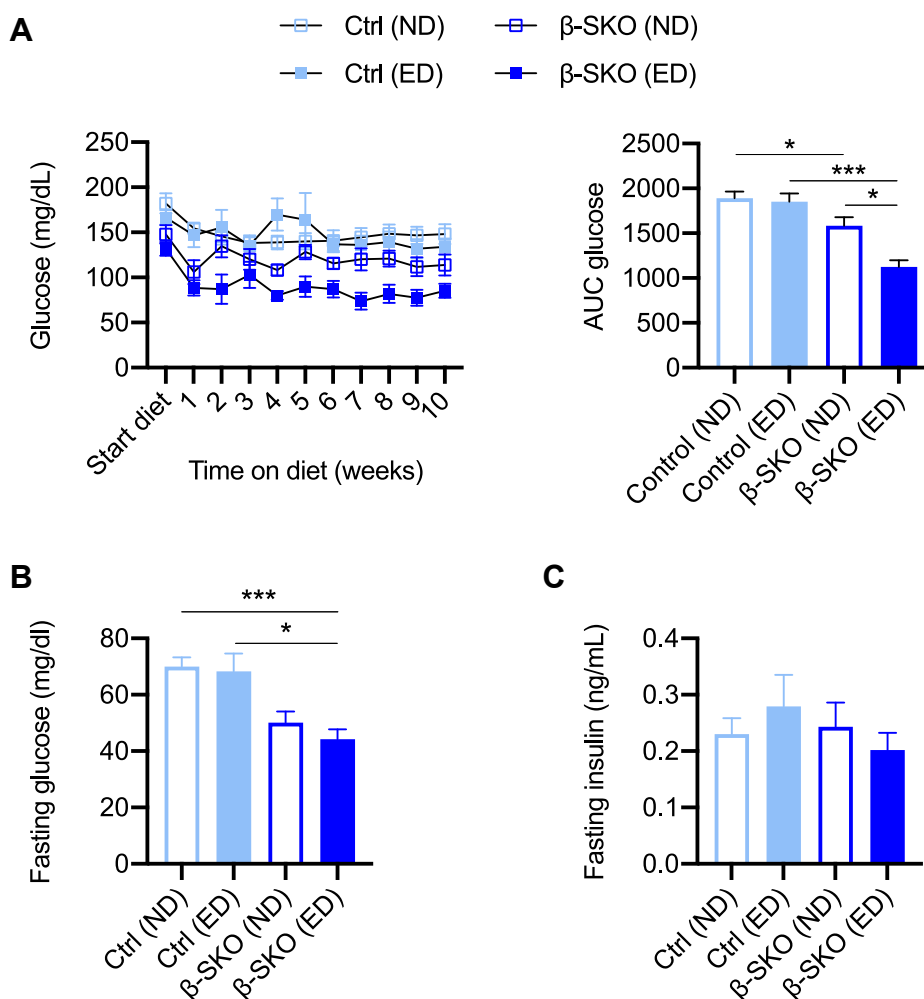 A
Ctrl (ND)
β-SKO (ND)
Ctrl (ED)
β-SKO (ED)
Glucose (mg/dL)
250
200
150
100
50
0
Start diet
1
2
3
4
5
6
7
8
9
10
Time on diet (weeks)
AUC glucose
2500
2000
1500
1000
500
0
*
***
*
Control (ND)
Control (ED)
β-SKO (ND)
β-SKO (ED)
B
Fasting glucose (mg/dl)
80
60
40
20
0
***
*
Ctrl (ND)
Ctrl (ED)
β-SKO (ND)
β-SKO (ED)
C
Fasting insulin (ng/mL)
0.4
0.3
0.2
0.1
0.0
Ctrl (ND)
Ctrl (ED)
β-SKO (ND)
β-SKO (ED)